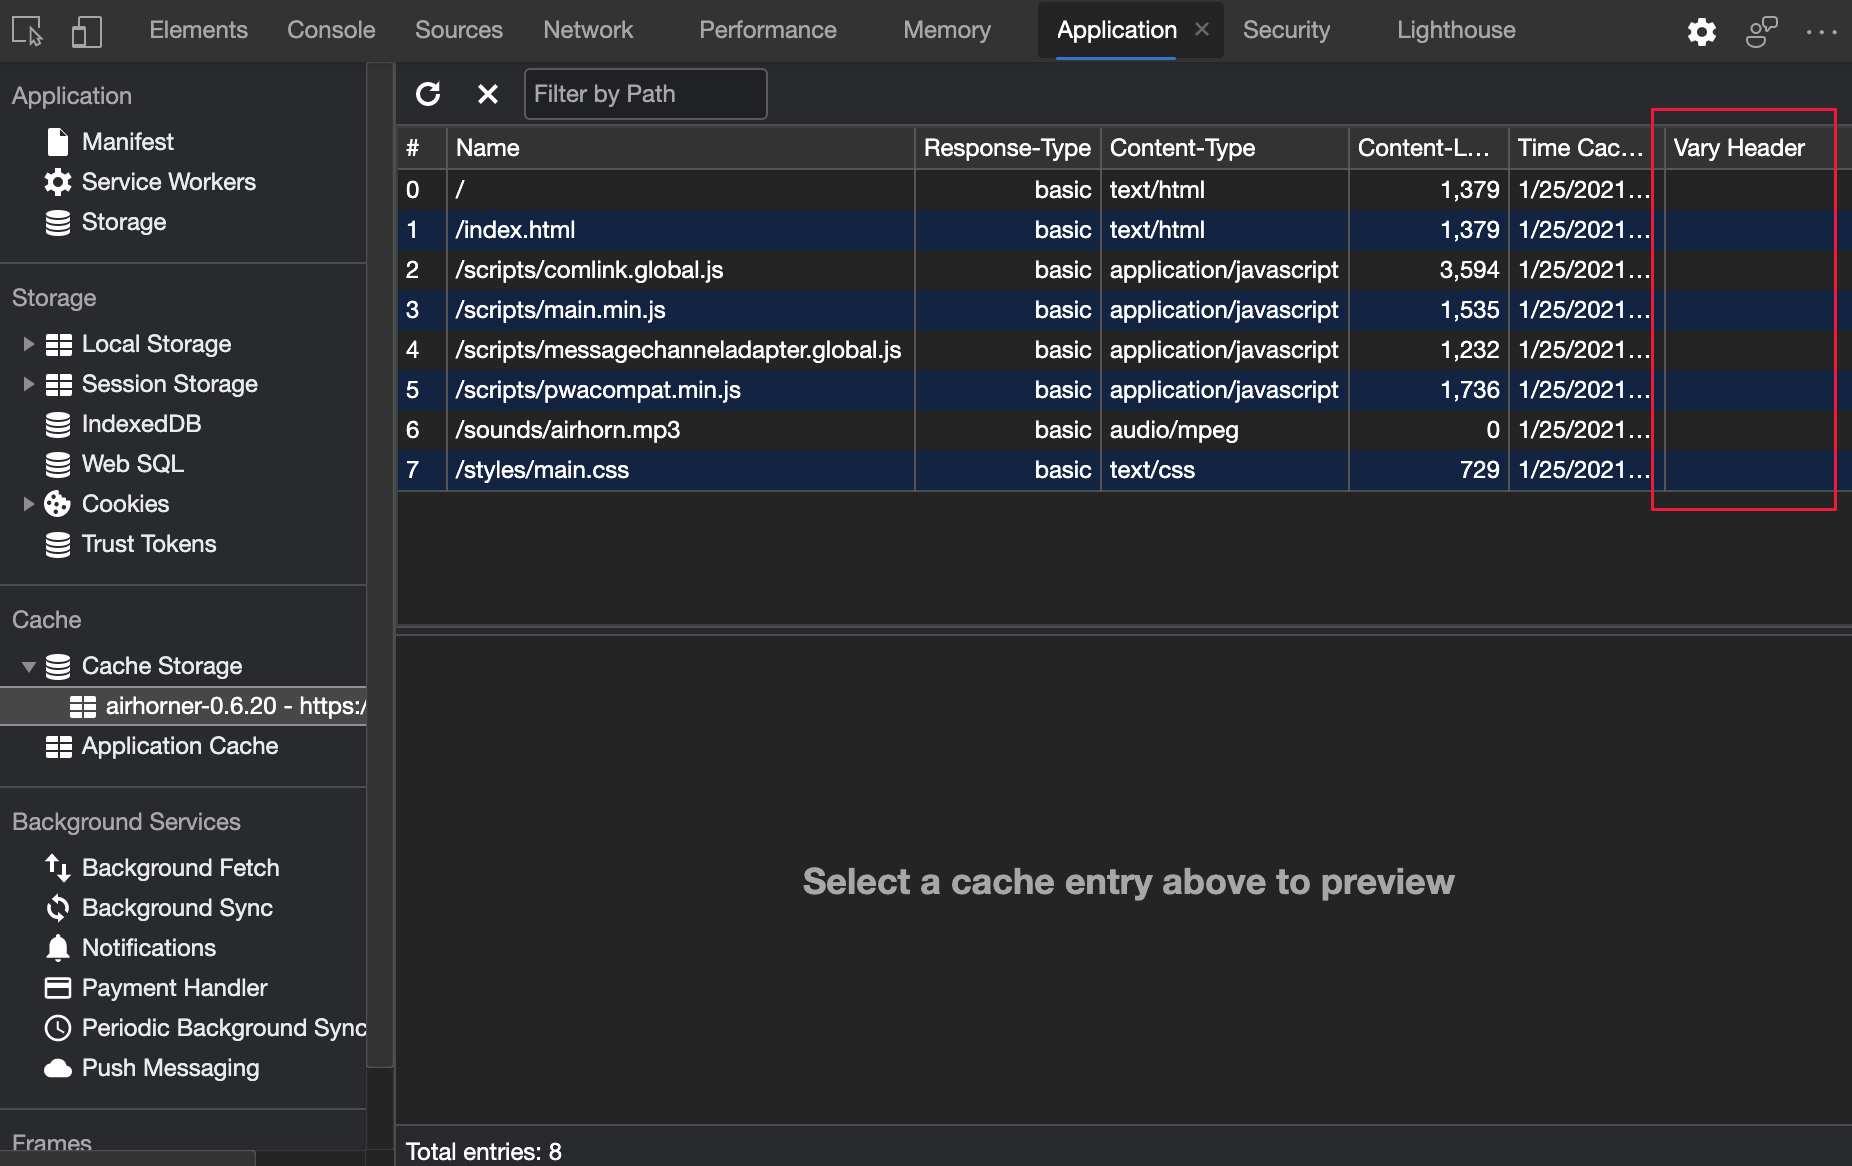 Elements Console Sources Network Performance Memory Application Security Lighthouse
Filter by Path
Application
Manifest
Service Workers
Storage
Storage
Local Storage
Session Storage
IndexedDB
Web SQL
Cookies
Trust Tokens
Cache
Cache Storage
airhorner-0.6.20 - https:/
Application Cache
Background Services
Background Fetch
Background Sync
Notifications
Payment Handler
Periodic Background Sync
Push Messaging
Frames
# Name Response-Type Content-Type Content-L... Time Cac... Vary Header
0 / basic text/html 1,379 1/25/2021...
1 /index.html basic text/html 1,379 1/25/2021...
2 /scripts/comlink.global.js basic application/javascript 3,594 1/25/2021...
3 /scripts/main.min.js basic application/javascript 1,535 1/25/2021...
4 /scripts/messagechanneladapter.global.js basic application/javascript 1,232 1/25/2021...
5 /scripts/pwacompat.min.js basic application/javascript 1,736 1/25/2021...
6 /sounds/airhorn.mp3 basic audio/mpeg 0 1/25/2021...
7 /styles/main.css basic text/css 729 1/25/2021...
Select a cache entry above to preview
Total entries: 8